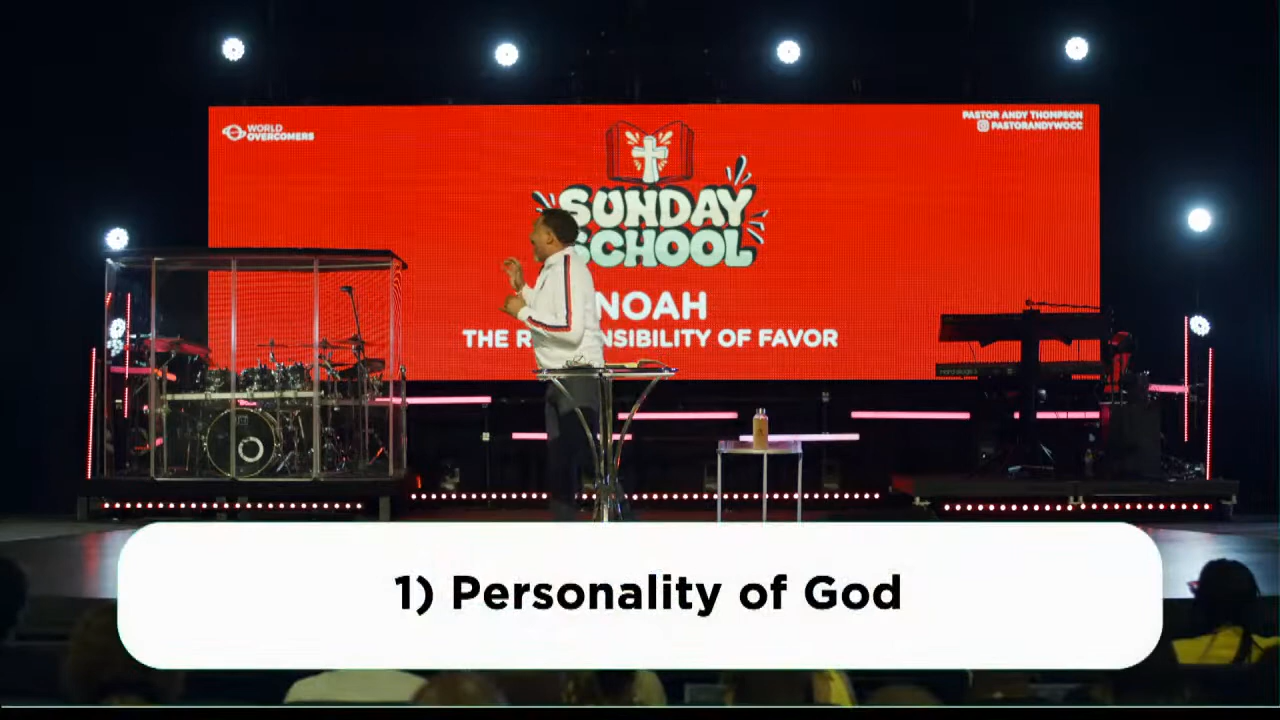 WORLD
OVERCOMERS
PASTOR ANDY THOMPSON
PASTORANDYWOCC
SUNDAY
SCHOOL
NOAH
THE R NSIBILITY OF FAVOR
1) Personality of God